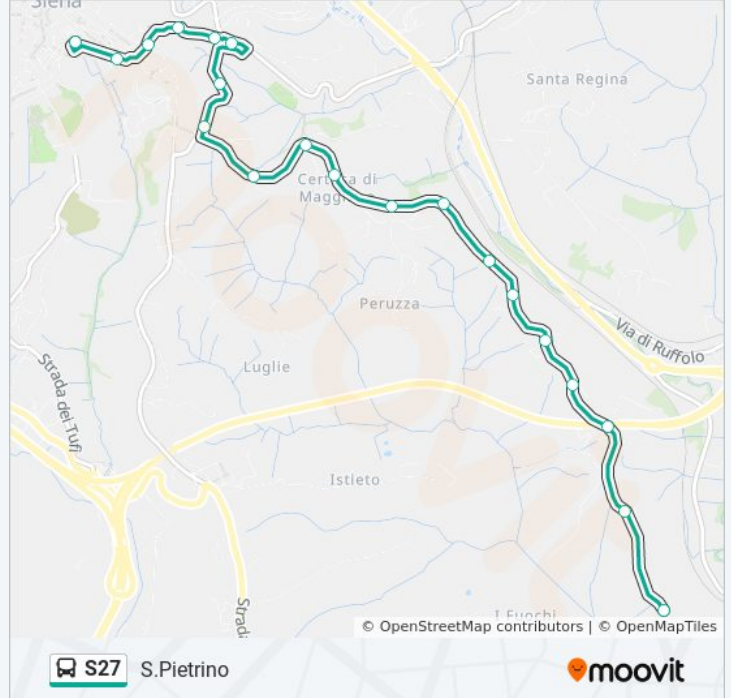 Siena
Santa Regina
Certosa di
Maggiano
Peruzza
Via di Ruffolo
Luglie
Strada dei Tufi
Istieto
I Fuochi
Strada
© OpenStreetMap contributors | © OpenMapTiles
S27
S.Pietrino
moovit